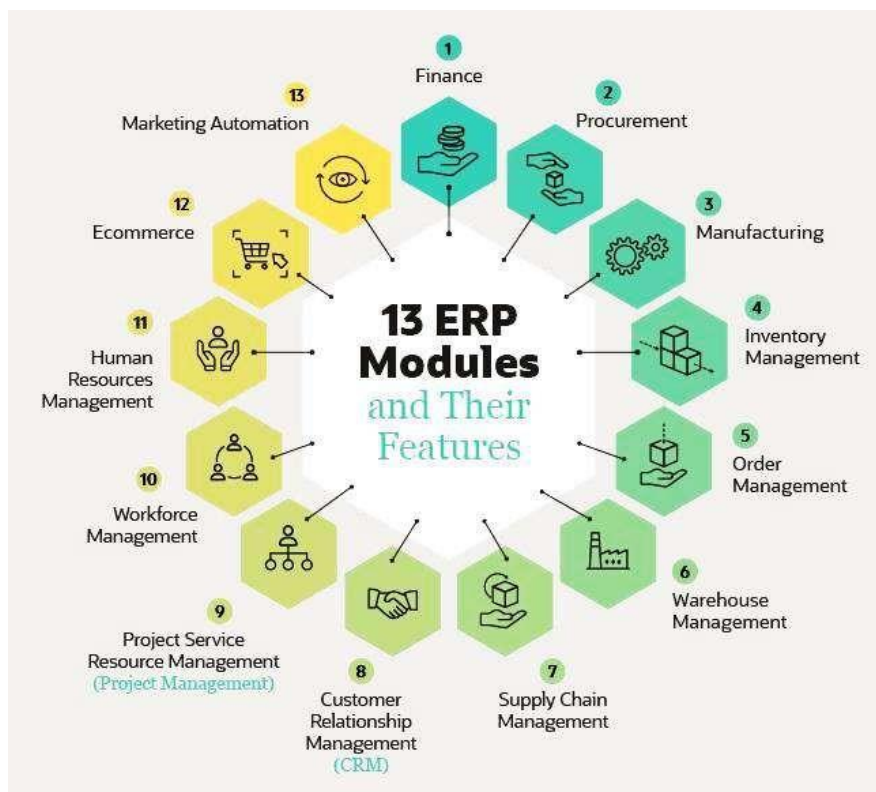 13 ERP
Modules
and Their
Features
1
Finance
2
Procurement
3
Manufacturing
4
Inventory
Management
5
Order
Management
6
Warehouse
Management
7
Supply Chain
Management
8
Customer
Relationship
Management
(CRM)
9
Project Service
Resource Management
(Project Management)
10
Workforce
Management
11
Human
Resources
Management
12
Ecommerce
13
Marketing Automation